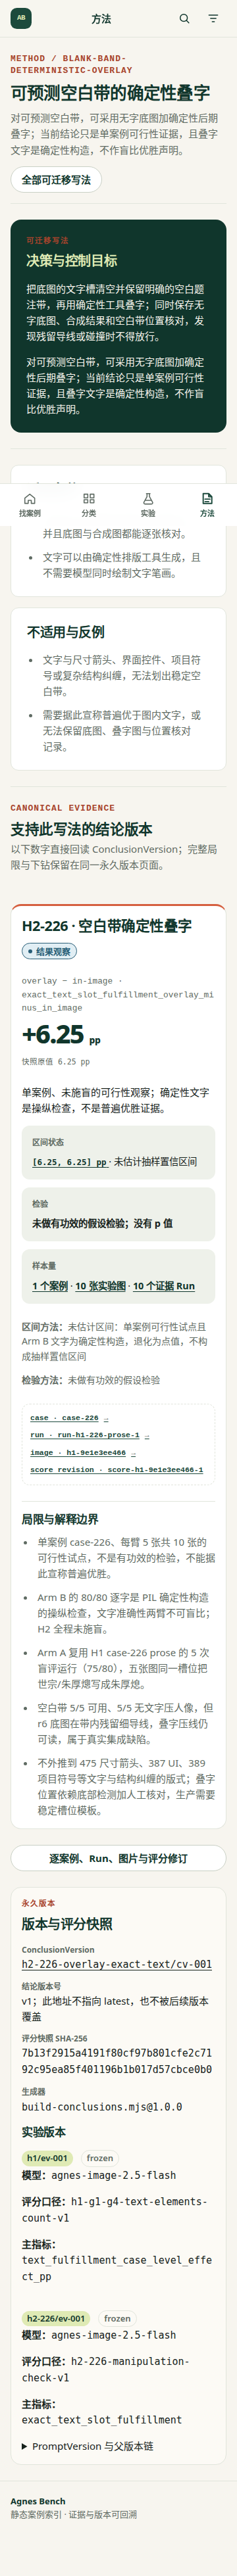 AB
方法
METHOD / BLANK-BAND-
DETERMINISTIC-OVERLAY
可预测空白带的确定性叠字
对可预测空白带，可采用无字底图加确定性后期
叠字；当前结论只是单案例可行性证据，且叠字
文字是确定性构造，不作盲比优胜声明。
全部可迁移写法
可迁移写法
决策与控制目标
把底图的文字槽清空并保留明确的空白题
注带，再用确定性工具叠字；同时保存无
字底图、合成结果和空白带位置核对，发
现残留导线或碰撞时不得放行。
对可预测空白带，可采用无字底图加确定
性后期叠字；当前结论只是单案例可行性
证据，且叠字文字是确定性构造，不作盲
比优胜声明。
找案例
分类
实验
方法
并且底图与合成图都能逐张核对。
文字可以由确定性排版工具生成，且
不需要模型同时绘制文字笔画。
不适用与反例
文字与尺寸箭头、界面控件、项目符
号或复杂结构纠缠，无法划出稳定空
白带。
需要据此宣称普遍优于图内文字，或
无法保留底图、叠字图与位置核对
记录。
CANONICAL EVIDENCE
支持此写法的结论版本
以下数字直接回读 ConclusionVersion；完整局
限与下钻保留在同一永久版本页面。
H2-226 · 空白带确定性叠字
结果观察
overlay − in-image ·
exact_text_slot_fulfillment_overlay_mi
nus_in_image
+6.25 pp
快照原值 6.25 pp
单案例、未施盲的可行性观察；确定性文字
是操纵检查，不是普遍优胜证据。
区间状态
[6.25, 6.25] pp · 未估计抽样置信区间
检验
未做有功效的假设检验；没有 p 值
样本量
1 个案例 · 10 张实验图 · 10 个证据 Run
区间方法：未估计区间：单案例可行性试点且
Arm B 文字为确定性构造，退化为点值，不构
成抽样置信区间
检验方法：未做有功效的假设检验
case · case-226 →
run · run-h1-226-prose-1 →
image · h1-9e1e3ee466 →
score revision · score-h1-9e1e3ee466-1
局限与解释边界
单案例 case-226、每臂 5 张共 10 张的
可行性试点，不是有功效的检验，不能据
此宣称普遍优胜。
Arm B 的 80/80 逐字是 PIL 确定性构造
的操纵检查，文字准确性两臂不可盲比；
H2 全程未施盲。
Arm A 复用 H1 case-226 prose 的 5 次
盲评运行（75/80），五张图同一槽位把
世宗/朱厚熜写成朱厚炝。
空白带 5/5 可用、5/5 无文字压人像，但
r6 底图在带内残留细导线，叠字压线仍
可读，属于真实集成缺陷。
不外推到 475 尺寸箭头、387 UI、389
项目符号等文字与结构纠缠的版式；叠字
位置依赖底部检测加人工核对，生产需要
稳定槽位模板。
逐案例、Run、图片与评分修订
永久版本
版本与评分快照
ConclusionVersion
h2-226-overlay-exact-text/cv-001
结论版本号
v1；此地址不指向 latest，也不被后续版本
覆盖
评分快照 SHA-256
7b13f2915a4191f80cf97b801cfe2c71
92c95ea85f401196b1b017d57cbce0b0
生成器
build-conclusions.mjs@1.0.0
实验版本
h1/ev-001 frozen
模型：agnes-image-2.5-flash
评分口径：h1-g1-g4-text-elements-
count-v1
主指标：
text_fulfillment_case_level_effe
ct_pp
h2-226/ev-001 frozen
模型：agnes-image-2.5-flash
评分口径：h2-226-manipulation-
check-v1
主指标：
exact_text_slot_fulfillment
PromptVersion 与父版本链
Agnes Bench
静态案例索引 · 证据与版本可回溯